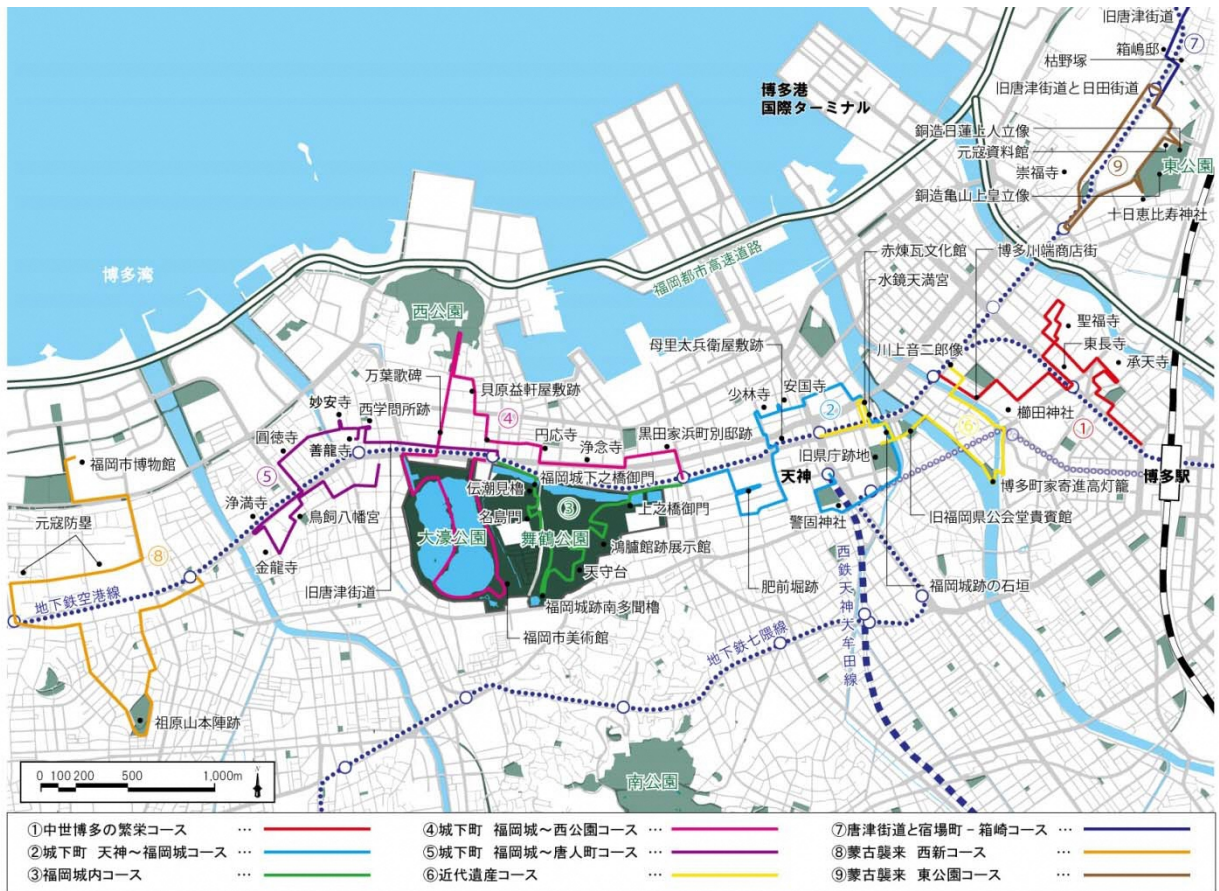 旧唐津街道
箱嶋邸
⑦
枯野塚
博多港
国際ターミナル
旧唐津街道と日田街道
銅造日蓮上人立像
元寇資料館
崇福寺
⑨
東公園
銅造亀山上皇立像
十日恵比寿神社
博多湾
福岡都市高速道路
赤煉瓦文化館
博多川端商店街
水鏡天満宮
西公園
聖福寺
東長寺
承天寺
母里太兵衛屋敷跡
川上音二郎像
万葉歌碑
貝原益軒屋敷跡
少林寺
安国寺
妙安寺
西学問所跡
④
②
櫛田神社
圓徳寺
善龍寺
円応寺
浄念寺
黒田家浜町別邸跡
⑥
①
福岡市博物館
⑤
旧県庁跡地
博多駅
福岡城下之橋御門
天神
伝潮見櫓
博多町家寄進高灯籠
浄満寺
鳥飼八幡宮
名島門
③
上之橋御門
元寇防塁
大濠公園
舞鶴公園
警固神社
旧福岡県公会堂貴賓館
⑧
鴻臚館跡展示館
金龍寺
天守台
地下鉄空港線
旧唐津街道
肥前堀跡
福岡城跡の石垣
福岡城跡南多聞櫓
西鉄天神大牟田線
福岡市美術館
地下鉄七隈線
祖原山本陣跡
南公園
0 100 200 500 1,000m
N
①中世博多の繁栄コース …
④城下町 福岡城～西公園コース …
⑦唐津街道と宿場町－箱崎コース …
②城下町 天神～福岡城コース …
⑤城下町 福岡城～唐人町コース …
⑧蒙古襲来 西新コース …
③福岡城内コース …
⑥近代遺産コース …
⑨蒙古襲来 東公園コース …